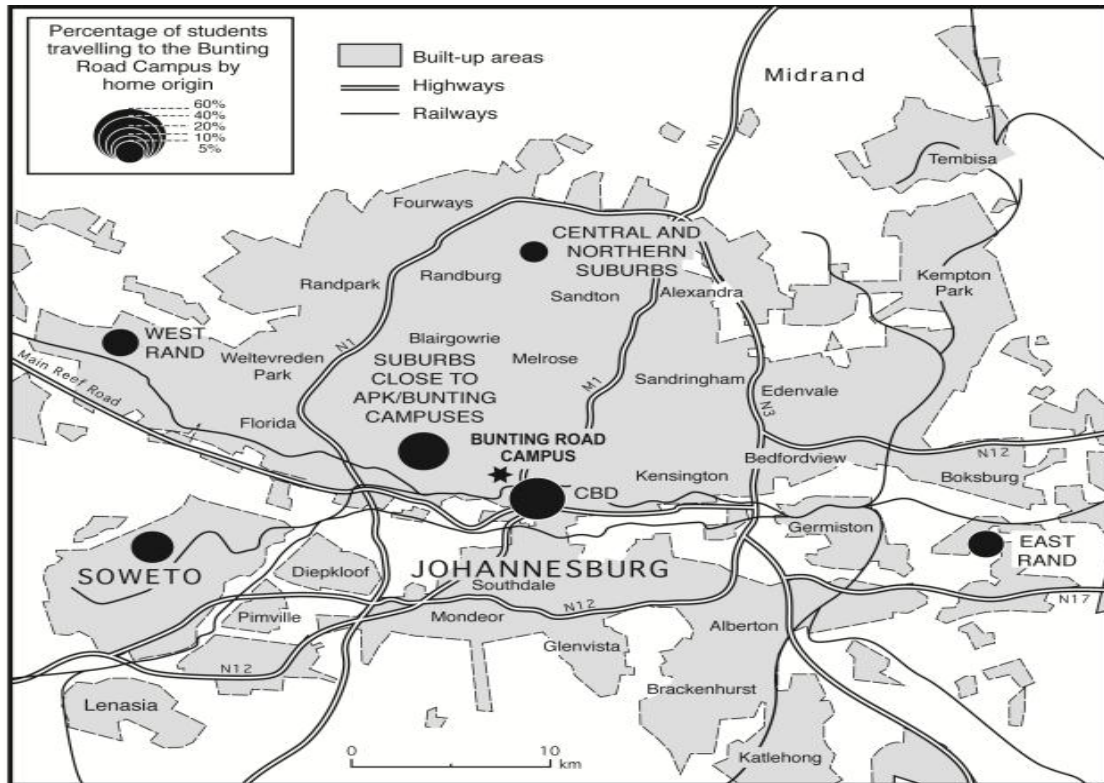 Percentage of students
travelling to the Bunting
Road Campus by
home origin
60%
40%
20%
10%
5%
Built-up areas
Highways
Railways
Midrand
N1
Tembisa
Fourways
CENTRAL AND
NORTHERN
SUBURBS
Randpark
Randburg
Sandton
Alexandra
Kempton
Park
WEST
RAND
Main Reef Road
Weltevreden
Park
N1
Blairgowrie
Melrose
SUBURBS
CLOSE TO
APK/BUNTING
CAMPUSES
M1
Sandringham
Edenvale
N3
Florida
BUNTING ROAD
CAMPUS
Kensington
Bedfordview
N12
Boksburg
CBD
Germiston
EAST
RAND
SOWETO
Diepkloof
JOHANNESBURG
Southdale
Pimville
Mondeor
N12
N17
Alberton
Glenvista
N12
Lenasia
Brackenhurst
Katlehong
0 10
km